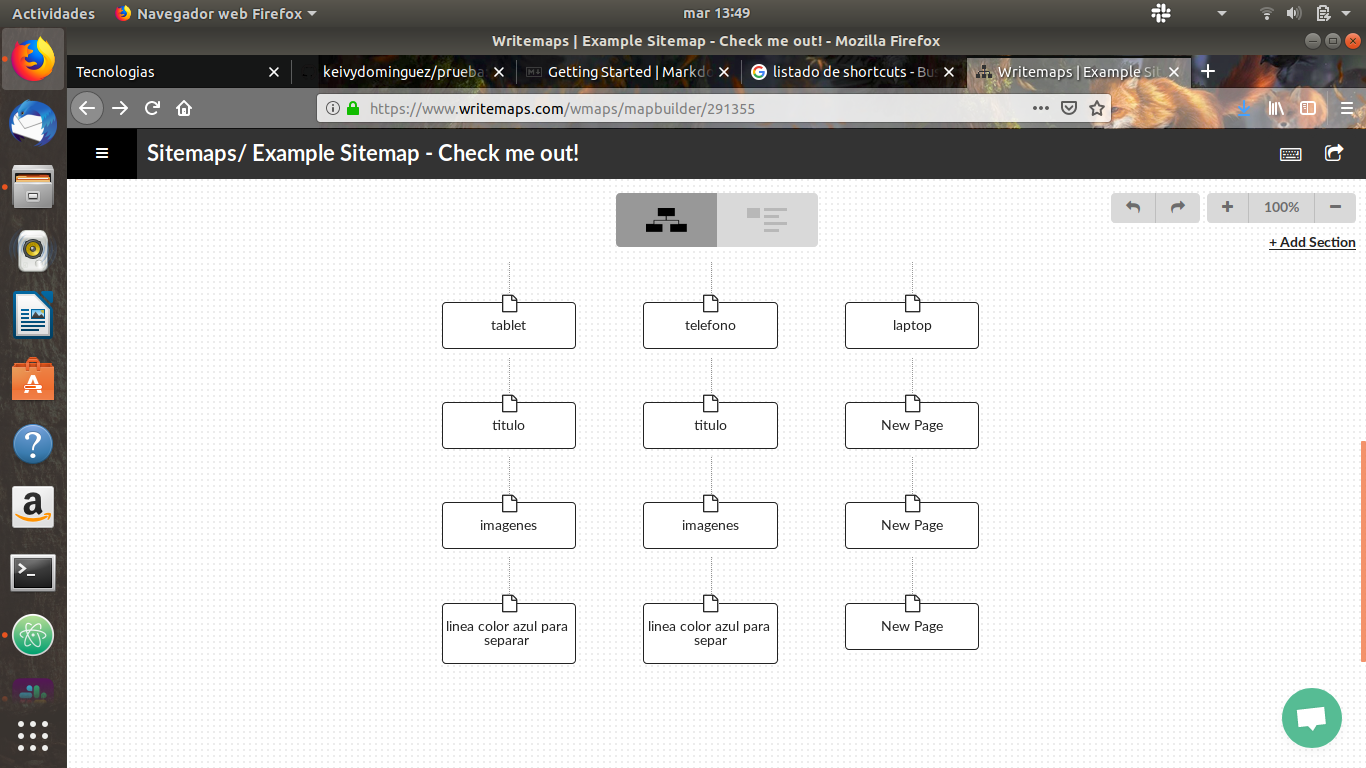 Actividades Navegador web Firefox mar 13:49
Writemaps | Example Sitemap - Check me out! - Mozilla Firefox
Tecnologias keivydominguez/prueba Getting Started | Markdo listado de shortcuts - Bus Writemaps | Example Sit
https://www.writemaps.com/wmaps/mapbuilder/291355
Sitemaps/ Example Sitemap - Check me out!
100%
+ Add Section
tablet telefono laptop
titulo titulo New Page
imagenes imagenes New Page
linea color azul para linea color azul para New Page
separar separ